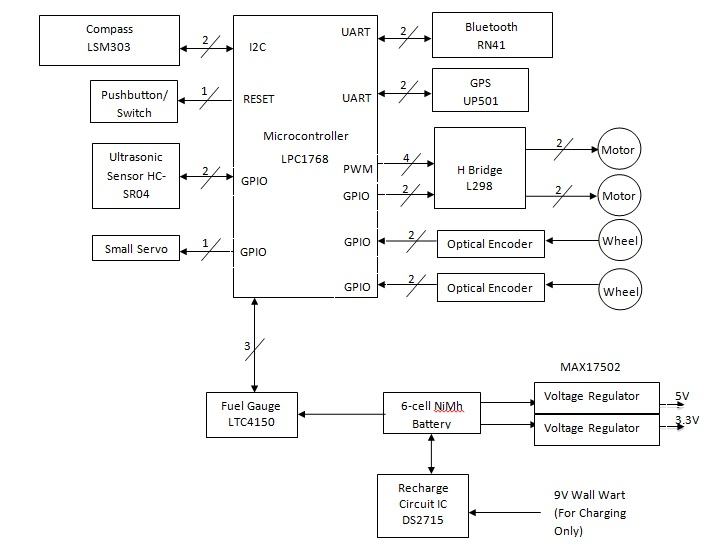 Compass
LSM303
2
I2C
UART
2
Bluetooth
RN41
Pushbutton/
Switch
1
RESET
UART
2
GPS
UP501
Microcontroller
LPC1768
Ultrasonic
Sensor HC-
SR04
2
GPIO
PWM
4
GPIO
2
H Bridge
L298
2
Motor
2
Motor
Small Servo
1
GPIO
GPIO
2
Optical Encoder
Wheel
GPIO
2
Optical Encoder
Wheel
3
Fuel Gauge
LTC4150
6-cell NiMh
Battery
MAX17502
Voltage Regulator
5V
Voltage Regulator
3.3V
Recharge
Circuit IC
DS2715
9V Wall Wart
(For Charging
Only)